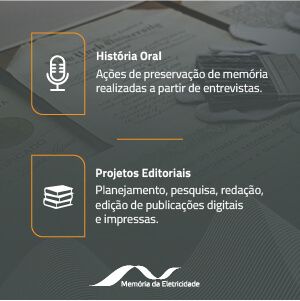 História Oral
Ações de preservação de memória
realizadas a partir de entrevistas.
Projetos Editoriais
Planejamento, pesquisa, redação,
edição de publicações digitais
e impressas.
Memória da Eletricidade